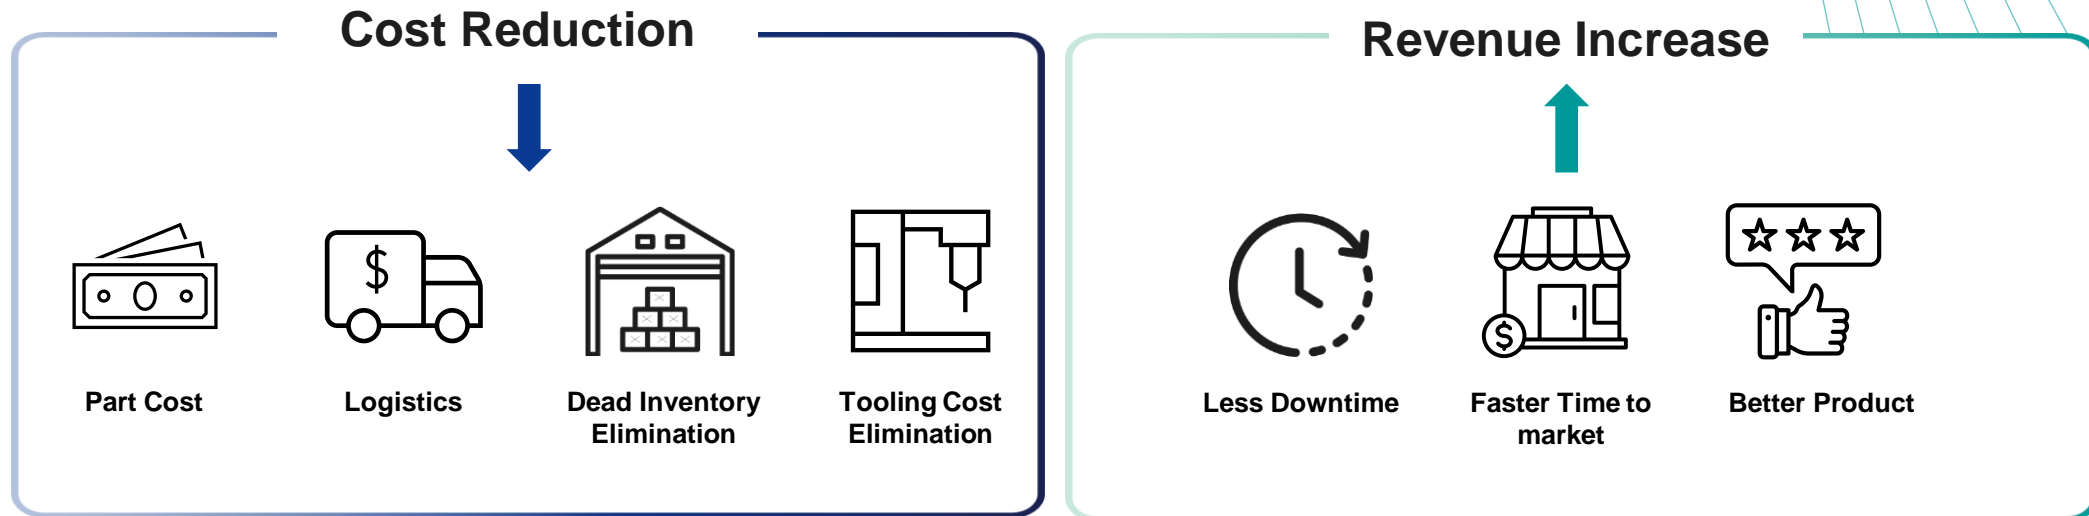 Cost Reduction
$
Part Cost
Logistics
Dead Inventory
Elimination
Tooling Cost
Elimination
Revenue Increase
$
Less Downtime
Faster Time to
market
Better Product